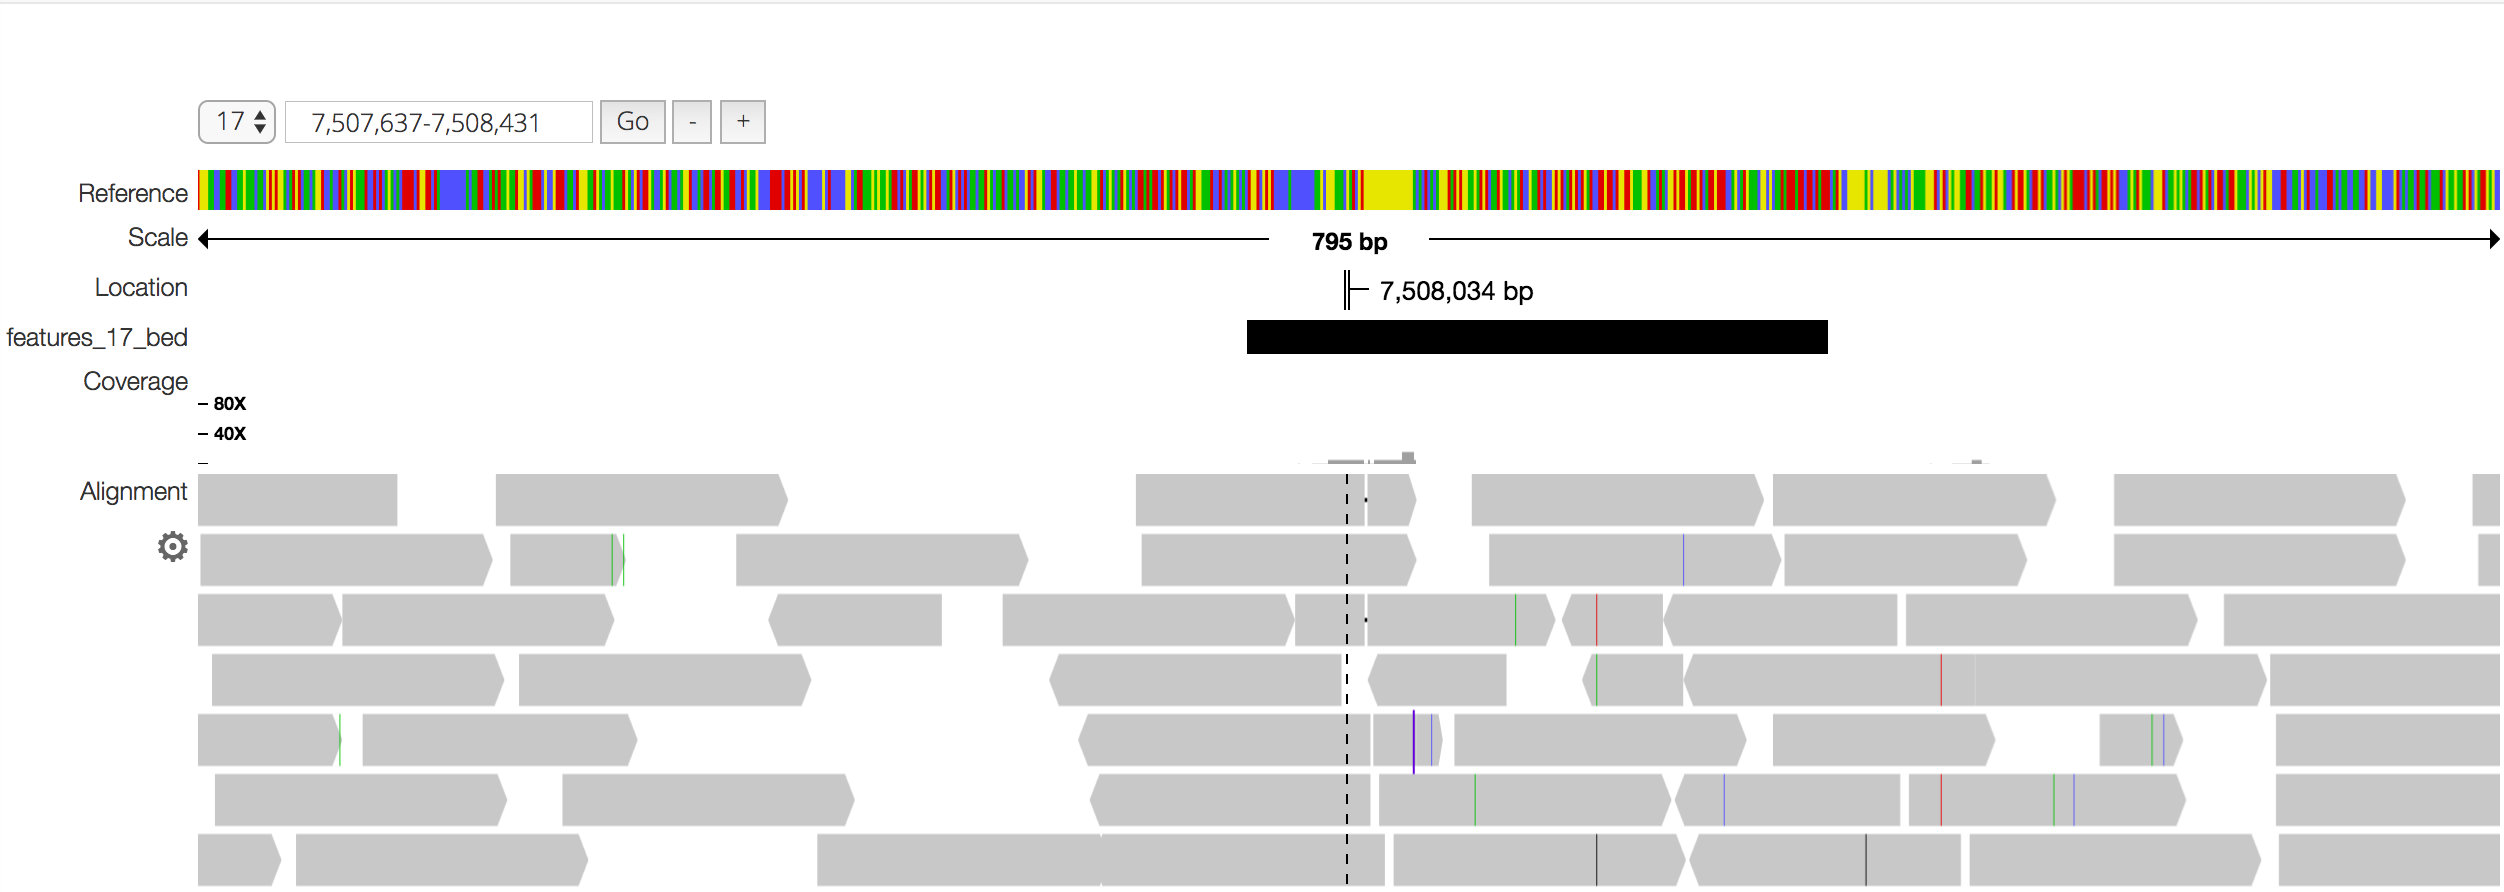 17 7,507,637-7,508,431 Go - +
Reference
Scale 795 bp
Location 7,508,034 bp
features_17_bed
Coverage
80X
40X
Alignment